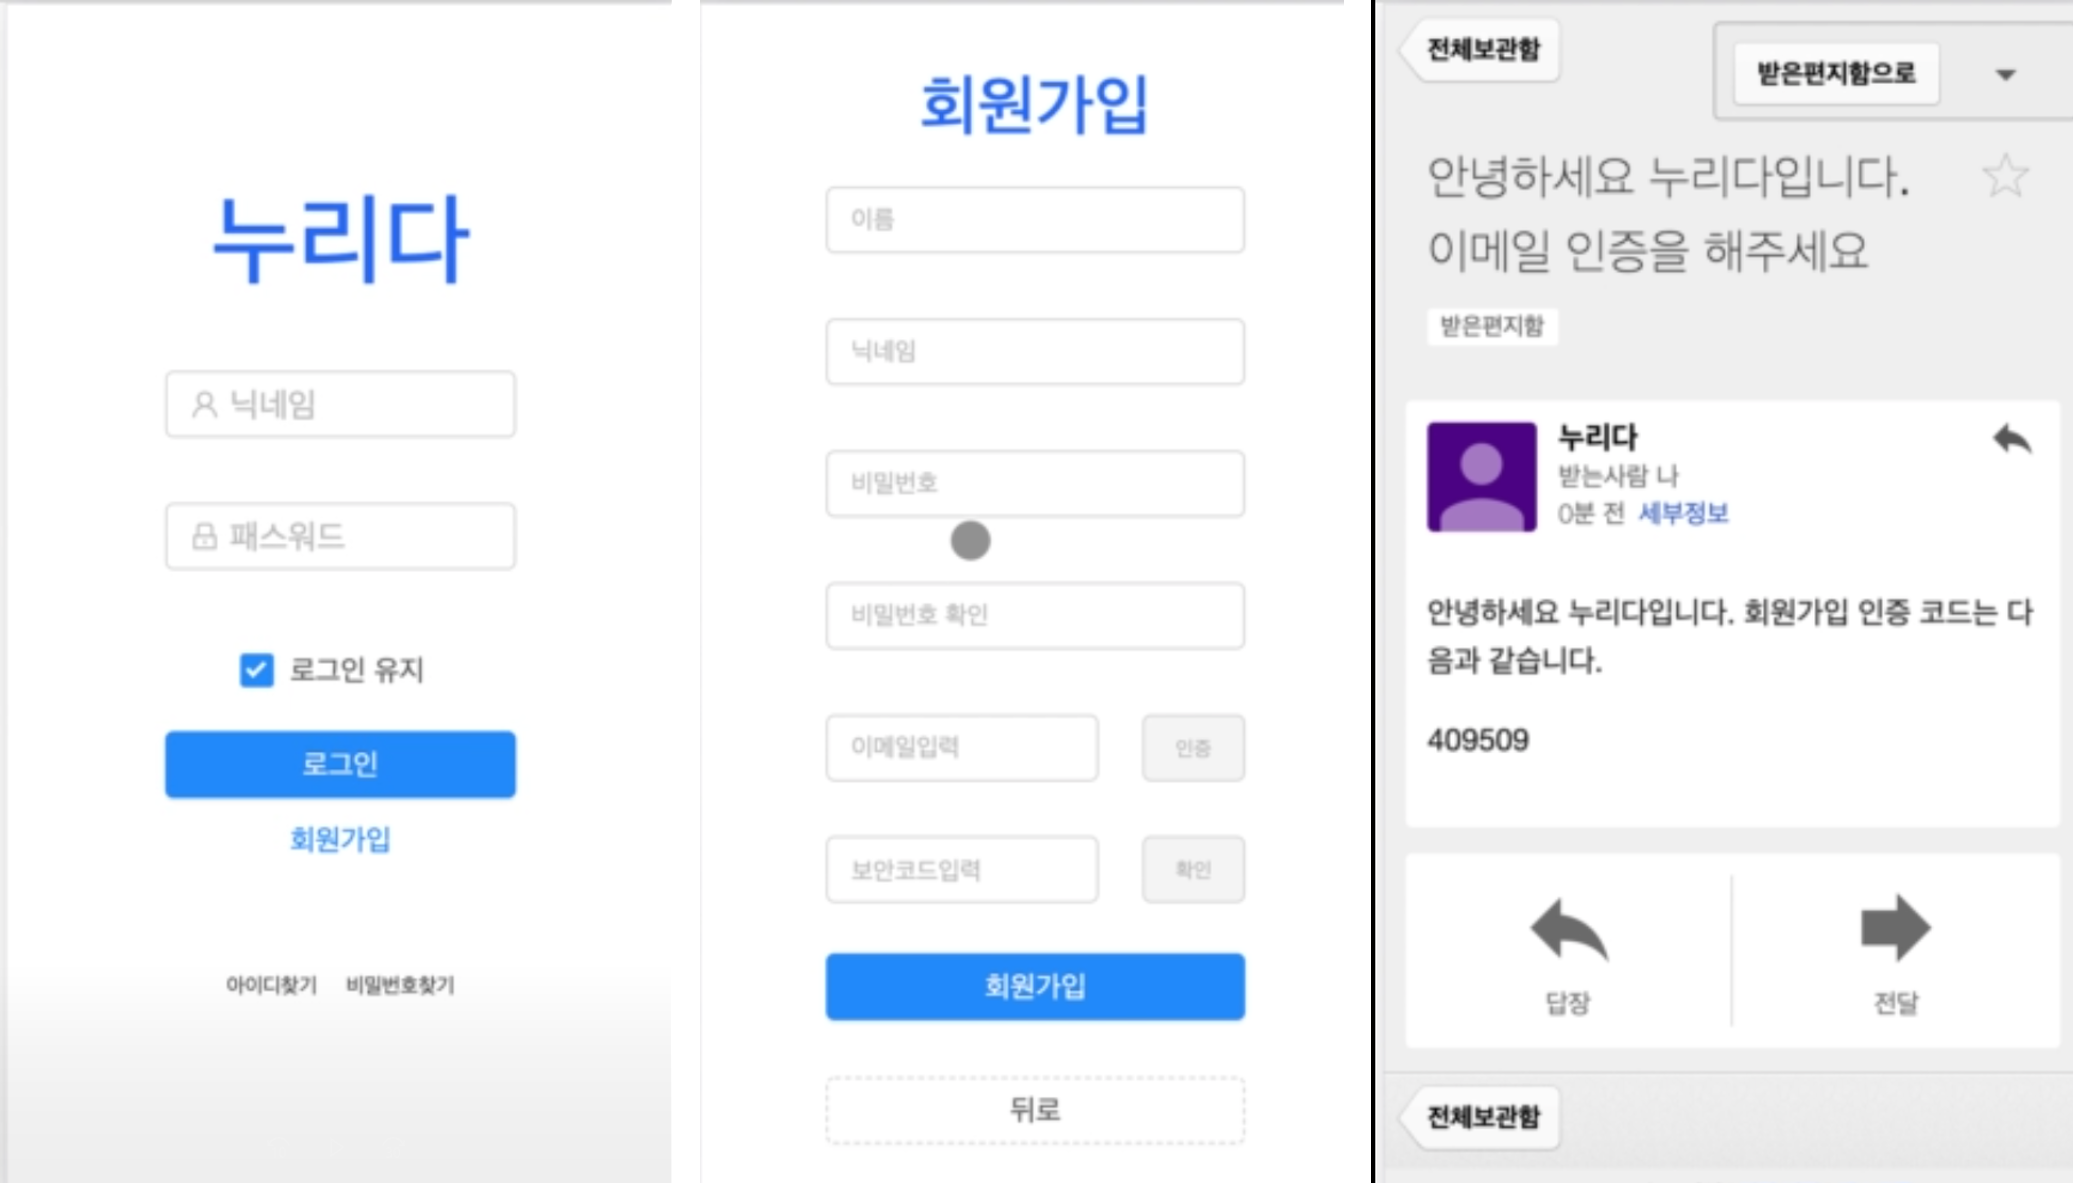 누리다
닉네임
패스워드
로그인 유지
로그인
회원가입
아이디찾기 비밀번호찾기
회원가입
이름
닉네임
비밀번호
비밀번호 확인
이메일입력
인증
보안코드입력
확인
회원가입
뒤로
전체보관함
받은편지함으로
안녕하세요 누리다입니다.
이메일 인증을 해주세요
받은편지함
누리다
받는사람 나
0분 전 세부정보
안녕하세요 누리다입니다. 회원가입 인증 코드는 다
음과 같습니다.
409509
답장
전달
전체보관함